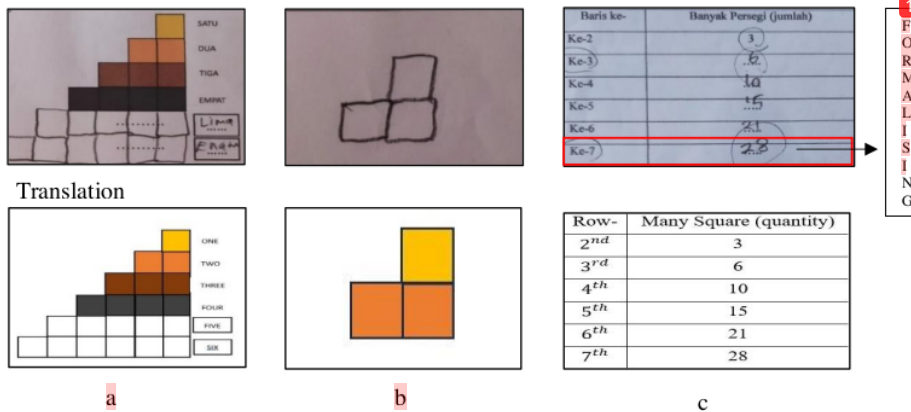 SATU
DUA
TIGA
EMPAT
Lima
Enam
Baris ke-
Banyak Persegi (jumlah)
Ke-2
3
Ke-3
6
Ke-4
10
Ke-5
15
Ke-6
21
Ke-7
28
F
O
R
M
A
L
I
S
I
N
G
Translation
ONE
TWO
THREE
FOUR
FIVE
SIX
Row-
Many Square (quantity)
2nd
3
3rd
6
4th
10
5th
15
6th
21
7th
28
a
b
c